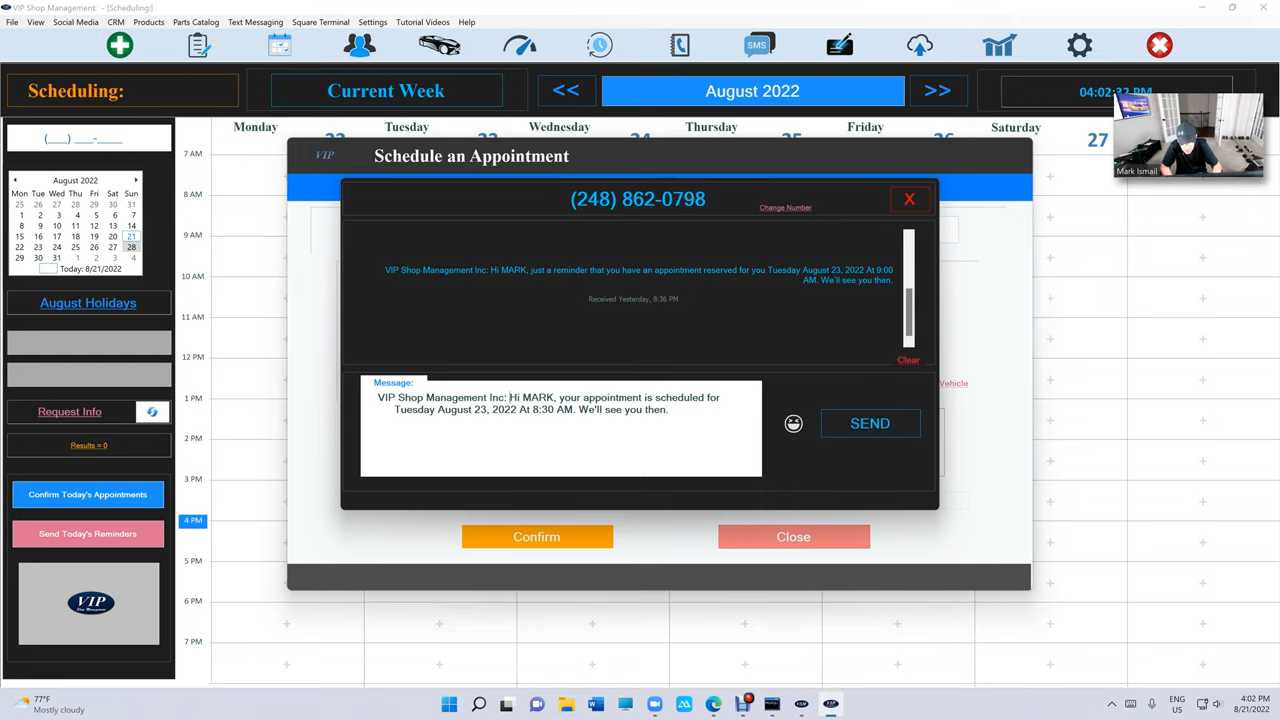 VIP Shop Management: - [Scheduling:]
File View Social Media CRM Products Parts Catalog Text Messaging Square Terminal Settings Tutorial Videos Help
SMS
Scheduling:
Current Week
<<
August 2022
>>
04:02:32 PM
Mark Ismail
Monday Tuesday Wednesday Thursday Friday Saturday
27
(___) ___-____
August 2022
Mon Tue Wed Thu Fri Sat Sun
25 26 27 28 29 30 31
1 2 3 4 5 6 7
8 9 10 11 12 13 14
15 16 17 18 19 20 21
22 23 24 25 26 27 28
29 30 31 1 2 3 4
Today: 8/21/2022
August Holidays
Request Info
Results = 0
Confirm Today's Appointments
Send Today's Reminders
VIP
Shop Management
7 AM
8 AM
9 AM
10 AM
11 AM
12 PM
1 PM
2 PM
3 PM
4 PM
5 PM
6 PM
7 PM
VIP Schedule an Appointment
(248) 862-0798
Change Number
X
VIP Shop Management Inc: Hi MARK, just a reminder that you have an appointment reserved for you Tuesday August 23, 2022 At 9:00
AM. We'll see you then.
Received Yesterday, 8:36 PM
Clear
Vehicle
Message:
VIP Shop Management Inc: Hi MARK, your appointment is scheduled for
Tuesday August 23, 2022 At 8:30 AM. We'll see you then.
SEND
Confirm
Close
77°F
Mostly cloudy
ENG
US
4:02 PM
8/21/2022